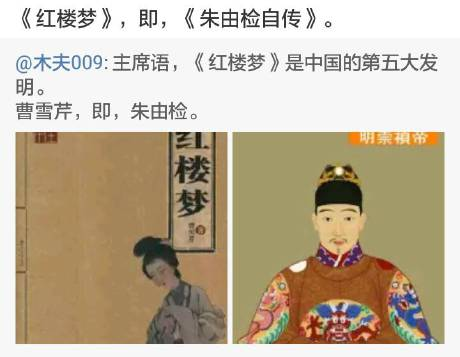 《红楼梦》，即，《朱由检自传》。
@木夫009: 主席语，《红楼梦》是中国的第五大发
明。
曹雪芹，即，朱由检。
红楼梦
明崇祯帝